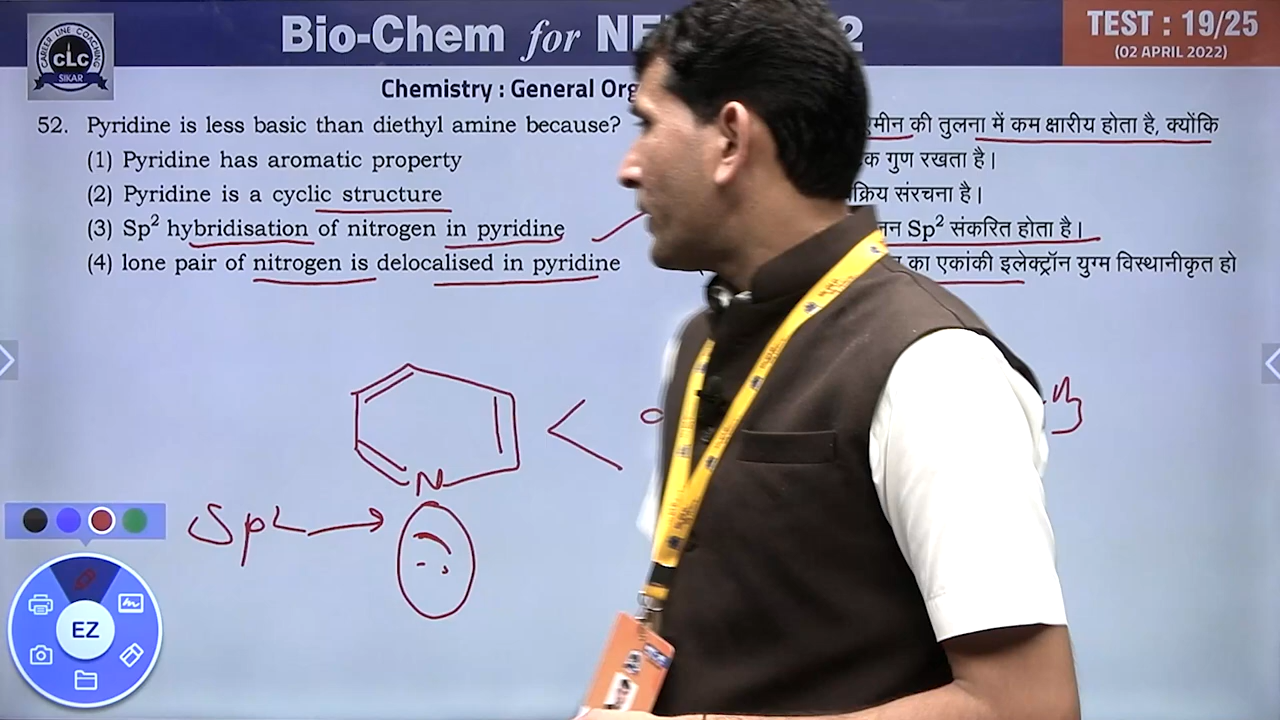 CAREER LINE COACHING
CLC
SIKAR
Bio-Chem for NE 2
TEST : 19/25
(02 APRIL 2022)
Chemistry : General Org
52. Pyridine is less basic than diethyl amine because?
मीन की तुलना में कम क्षारीय होता है, क्योंकि
(1) Pyridine has aromatic property
क गुण रखता है।
(2) Pyridine is a cyclic structure
क्रिय संरचना है।
(3) Sp² hybridisation of nitrogen in pyridine
जन Sp² संकरित होता है।
(4) lone pair of nitrogen is delocalised in pyridine
का एकांकी इलेक्ट्रॉन युग्म विस्थानीकृत हो
<
N
Sp2
EZ